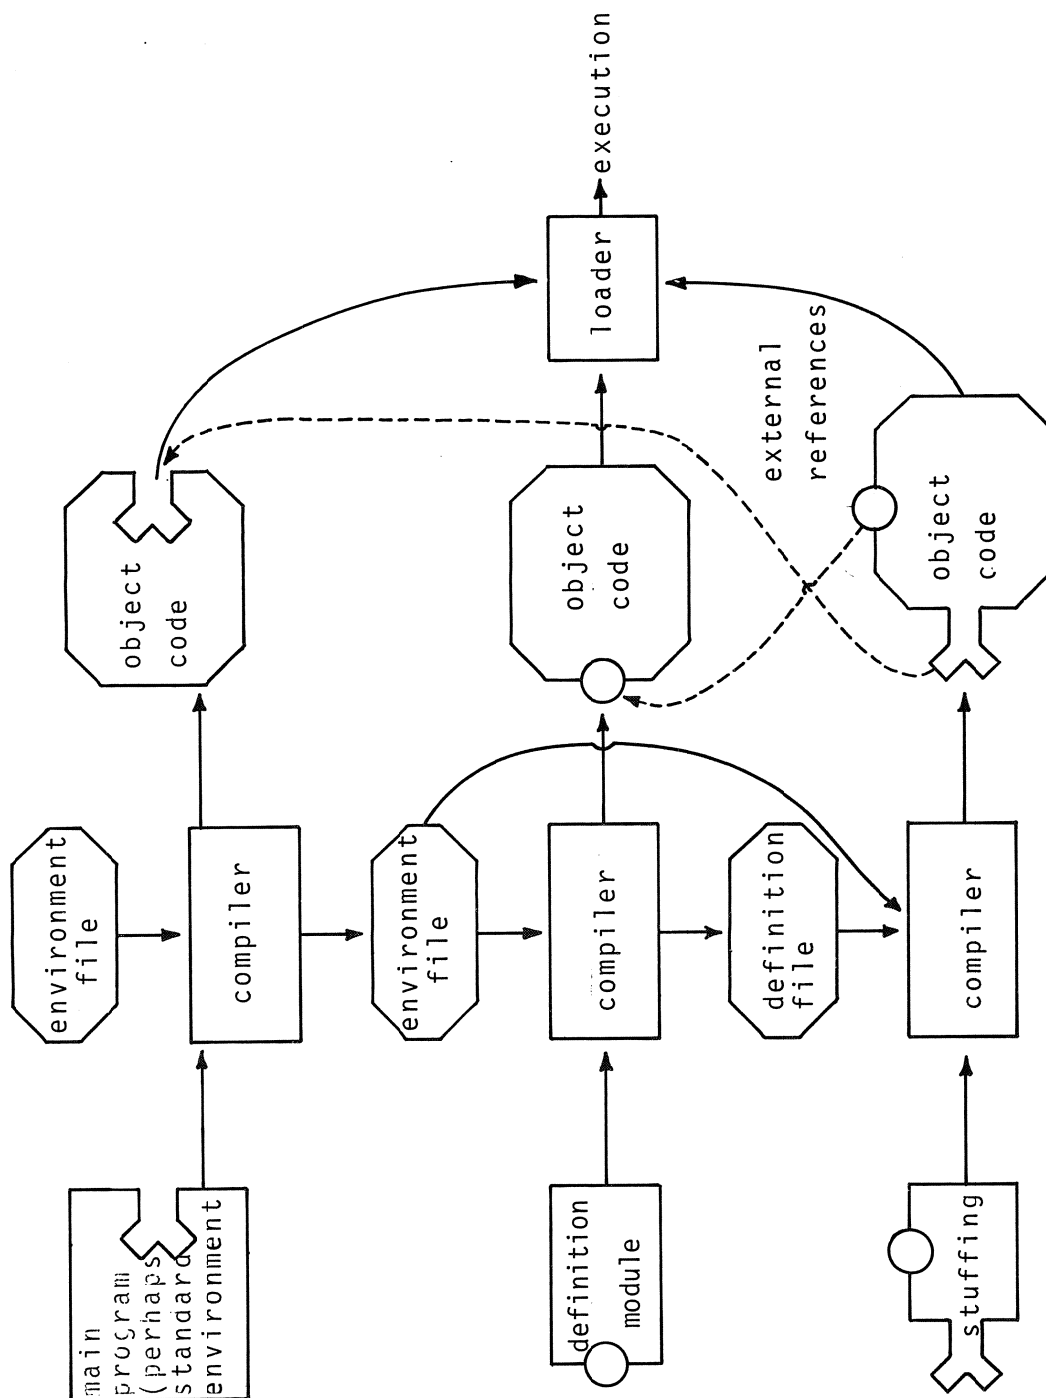 main
program
(perhaps
standard
environment
environment
file
compiler
object
code
environment
file
definition
module
compiler
object
code
loader
execution
definition
file
stuffing
compiler
object
code
external
references